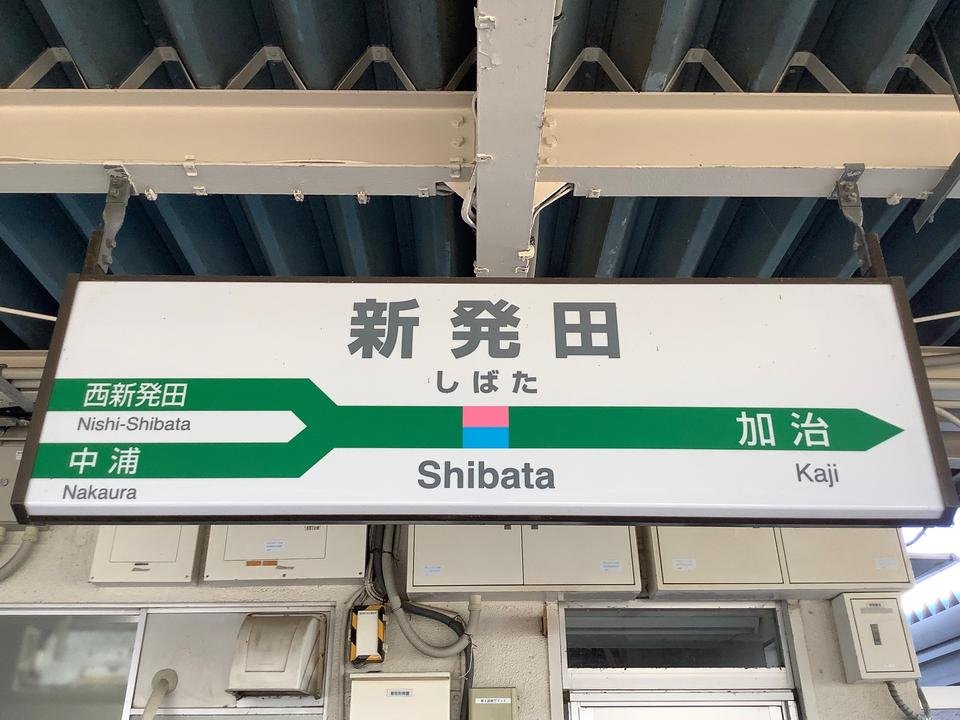 新発田
しばた
西新発田
Nishi-Shibata
中浦
Nakaura
Shibata
加治
Kaji